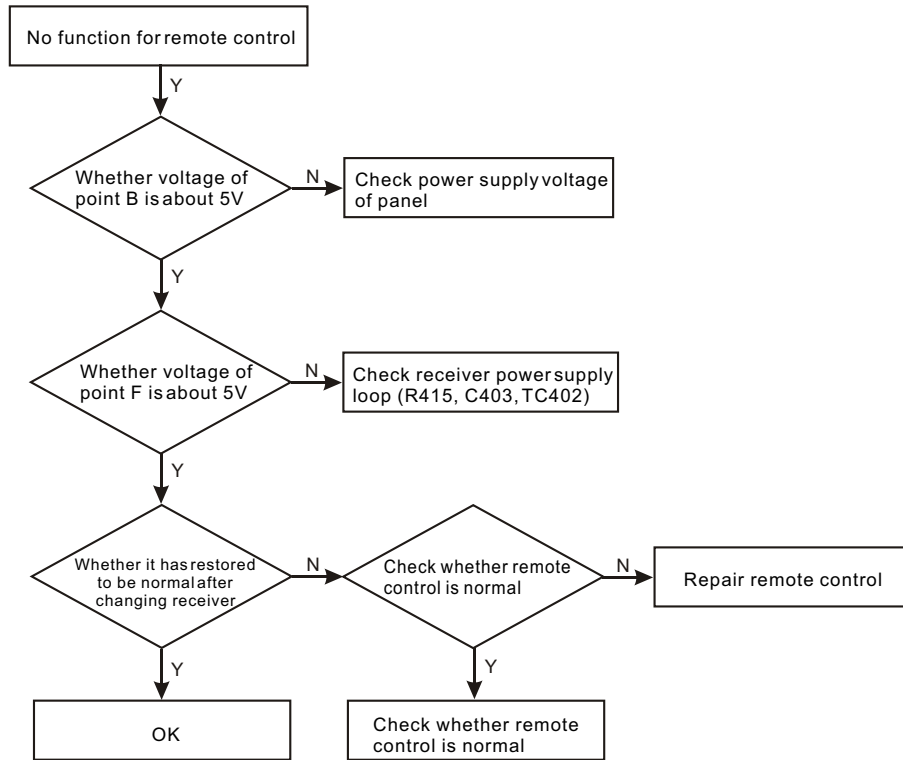 No function for remote control
Y
Whether voltage of
point B is about 5V
N
Check power supply voltage
of panel
Y
Whether voltage of
point F is about 5V
N
Check receiver power supply
loop (R415, C403, TC402)
Y
Whether it has restored
to be normal after
changing receiver
N
Check whether remote
control is normal
N
Repair remote control
Y
Y
OK
Check whether remote
control is normal